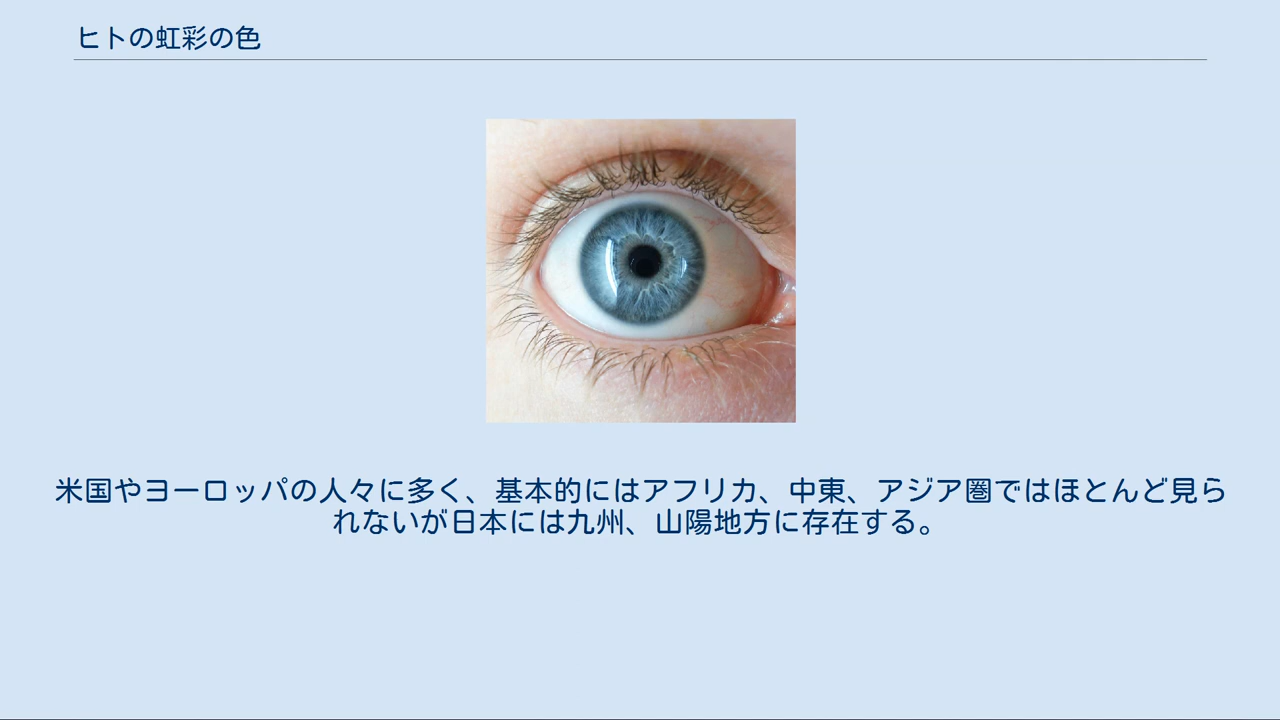 ヒトの虹彩の色
米国やヨーロッパの人々に多く、基本的にはアフリカ、中東、アジア圏ではほとんど見ら
れないが日本には九州、山陽地方に存在する。